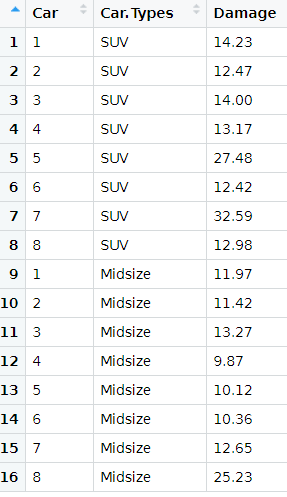 Car Car.Types Damage
1 1 SUV 14.23
2 2 SUV 12.47
3 3 SUV 14.00
4 4 SUV 13.17
5 5 SUV 27.48
6 6 SUV 12.42
7 7 SUV 32.59
8 8 SUV 12.98
9 1 Midsize 11.97
10 2 Midsize 11.42
11 3 Midsize 13.27
12 4 Midsize 9.87
13 5 Midsize 10.12
14 6 Midsize 10.36
15 7 Midsize 12.65
16 8 Midsize 25.23